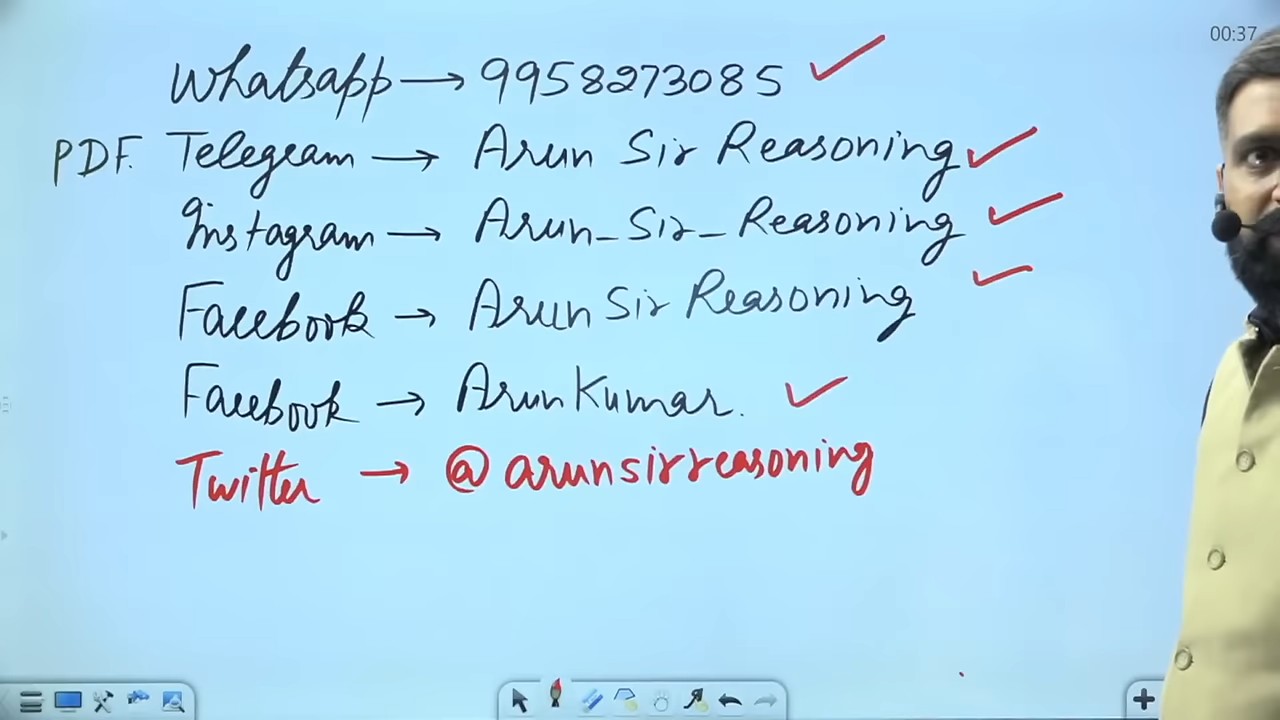 00:37
Whatsapp → 9958273085 ✓
PDF. Telegram → Arun Sir Reasoning ✓
Instagram → Arun_Sir_Reasoning ✓
Facebook → Arun Sir Reasoning ✓
Facebook → Arun Kumar. ✓
Twitter → @arunsirreasoning